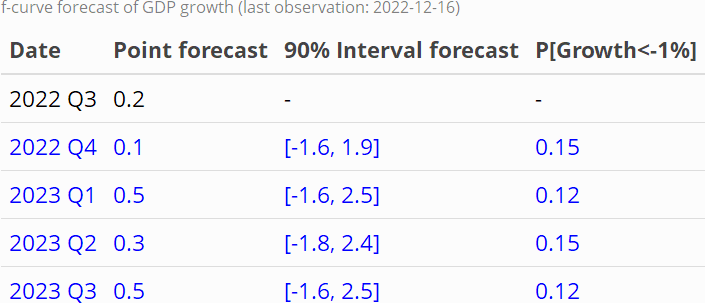 f-curve forecast of GDP growth (last observation: 2022-12-16)
Date Point forecast 90% Interval forecast P[Growth<-1%]
2022 Q3 0.2 - -
2022 Q4 0.1 [-1.6, 1.9] 0.15
2023 Q1 0.5 [-1.6, 2.5] 0.12
2023 Q2 0.3 [-1.8, 2.4] 0.15
2023 Q3 0.5 [-1.6, 2.5] 0.12